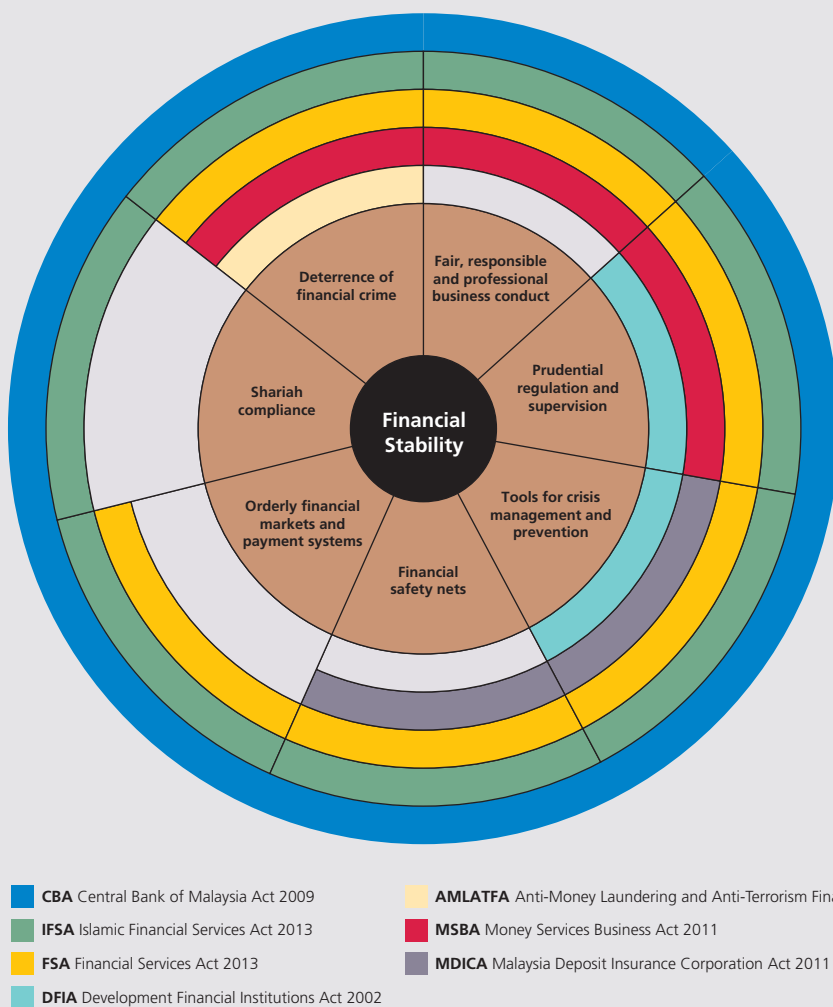 Deterrence of
financial crime
Fair, responsible
and professional
business conduct
Prudential
regulation and
supervision
Shariah
compliance
Financial
Stability
Tools for crisis
management and
prevention
Orderly financial
markets and
payment systems
Financial
safety nets
CBA Central Bank of Malaysia Act 2009
IFSA Islamic Financial Services Act 2013
FSA Financial Services Act 2013
DFIA Development Financial Institutions Act 2002
AMLATFA Anti-Money Laundering and Anti-Terrorism
MSBA Money Services Business Act 2011
MDICA Malaysia Deposit Insurance Corporation Act 2011